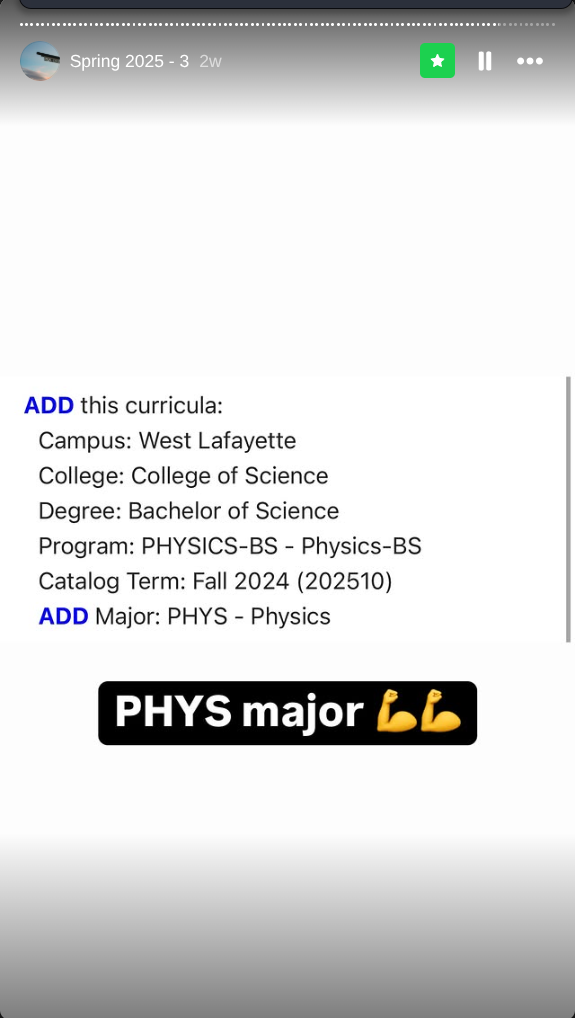 Spring 2025 - 3 2w
ADD this curricula:
Campus: West Lafayette
College: College of Science
Degree: Bachelor of Science
Program: PHYSICS-BS - Physics-BS
Catalog Term: Fall 2024 (202510)
ADD Major: PHYS - Physics
PHYS major 💪💪